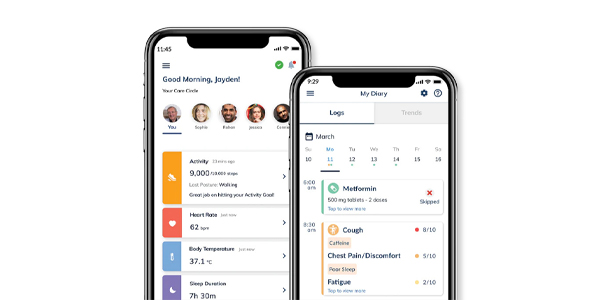 11:45
Good Morning, Jayden!
Your Care Circle
You
Sophie
Jessica
Activity 23 mins ago
9,000/10,000 steps
Last Posture: Walking
Great job on hitting your Activity Goal!
Heart Rate Just now
62 bpm
Body Temperature Just now
37.1 °C
Sleep Duration
7h 30m
9:29
My Diary
Logs
Trends
March
Su Mo Tu We Th Fr Sa
10 11 12 13 14 15 16
6:00 am
Metformin
500 mg tablets - 2 doses
Tap to view more
Skipped
8:30 am
Cough 8/10
Caffeine
Chest Pain/Discomfort 5/10
Poor Sleep
Fatigue 2/10
Tap to view more